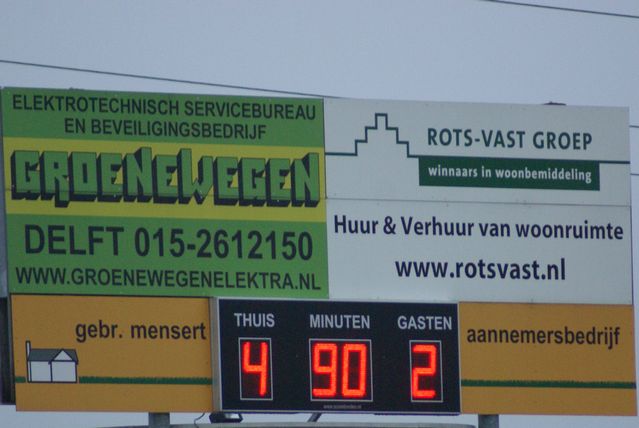 ELEKTROTECHNISCH SERVICEBUREAU
EN BEVEILIGINGSBEDRIJF
GROENEWEGEN
DELFT 015-2612150
WWW.GROENEWEGENELEKTRA.NL
ROTS-VAST GROEP
winnaars in woonbemiddeling
Huur & Verhuur van woonruimte
www.rotsvast.nl
gebr. mensert
THUIS MINUTEN GASTEN
4 90 2
aannemersbedrijf